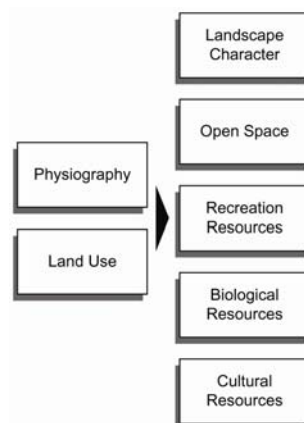 Physiography
Land Use
Landscape
Character
Open Space
Recreation
Resources
Biological
Resources
Cultural
Resources